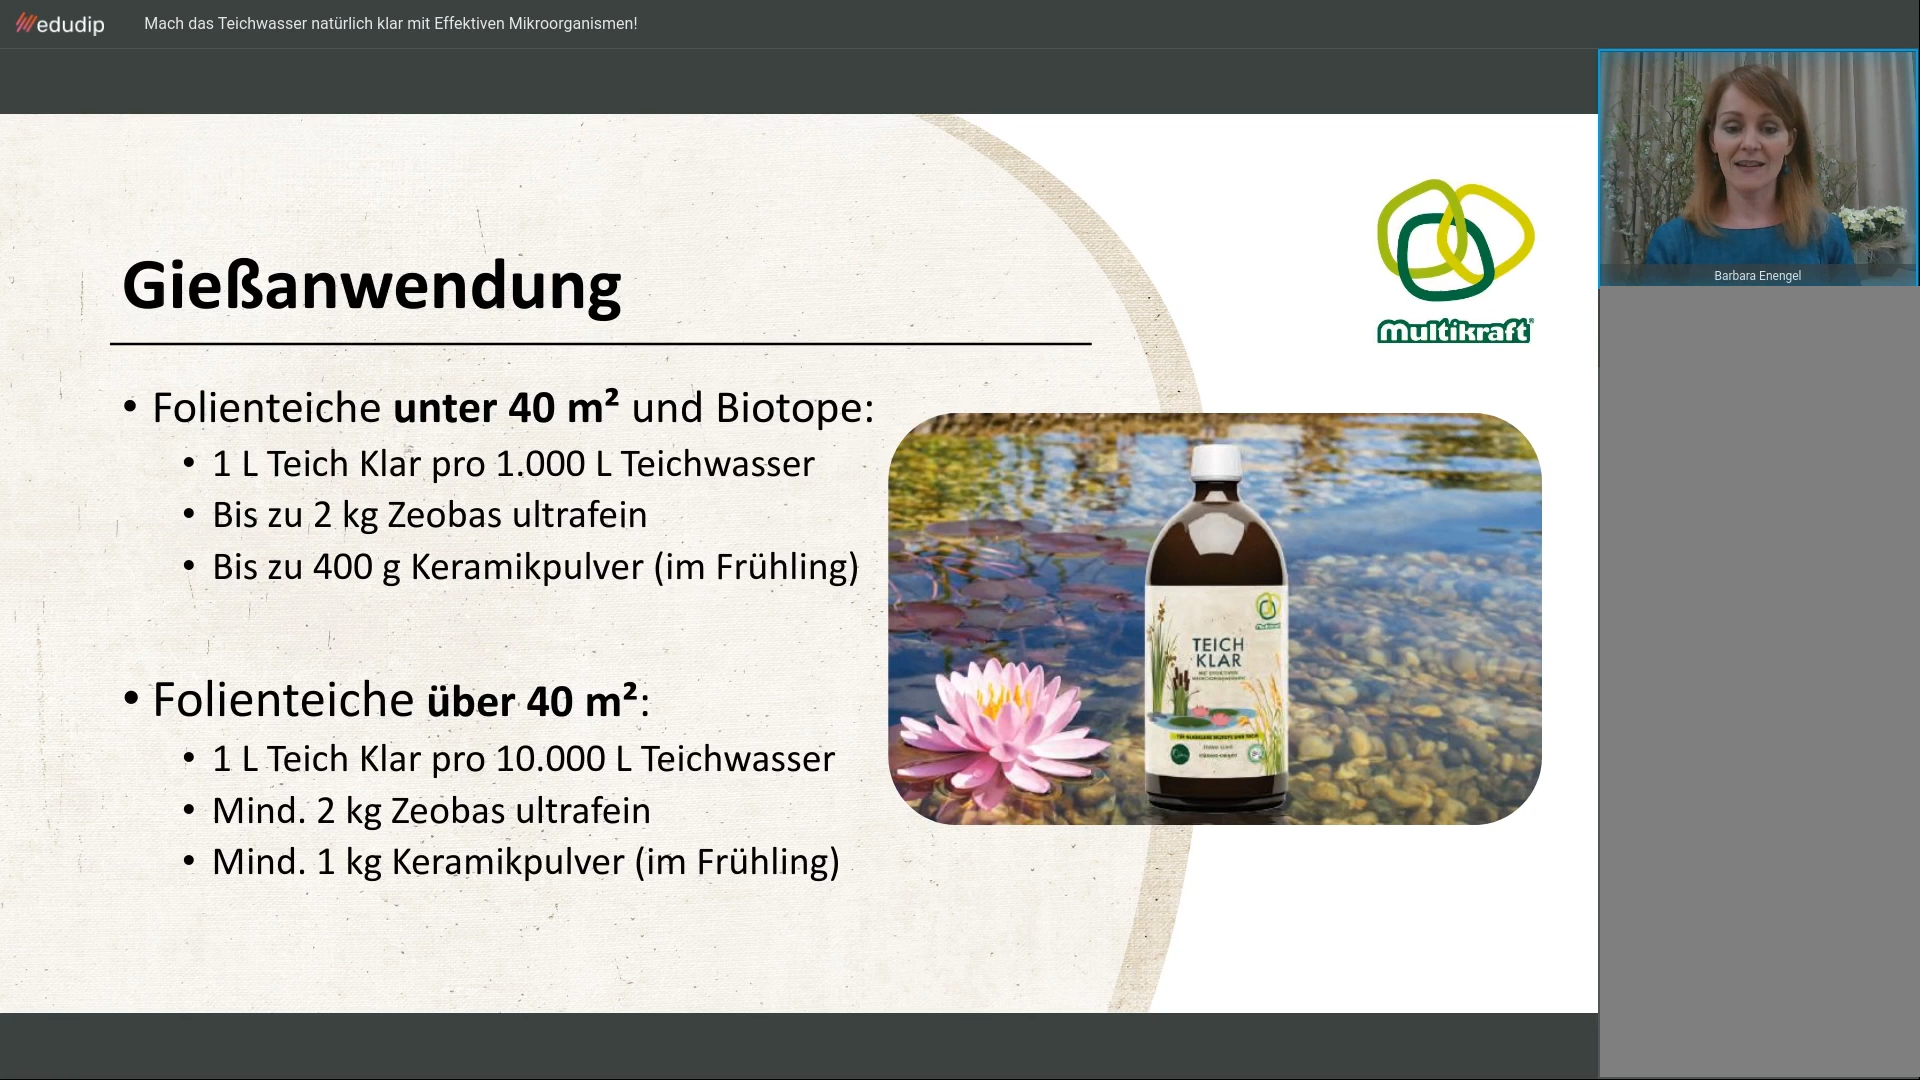 edudip
Mach das Teichwasser natürlich klar mit Effektiven Mikroorganismen!
Barbara Enengel
multikraft®
Gießanwendung
• Folienteiche unter 40 m² und Biotope:
• 1 L Teich Klar pro 1.000 L Teichwasser
• Bis zu 2 kg Zeobas ultrafein
• Bis zu 400 g Keramikpulver (im Frühling)
• Folienteiche über 40 m²:
• 1 L Teich Klar pro 10.000 L Teichwasser
• Mind. 2 kg Zeobas ultrafein
• Mind. 1 kg Keramikpulver (im Frühling)
TEICH
KLAR
MIT EFFEKTIVEN
MIKROORGANISMEN